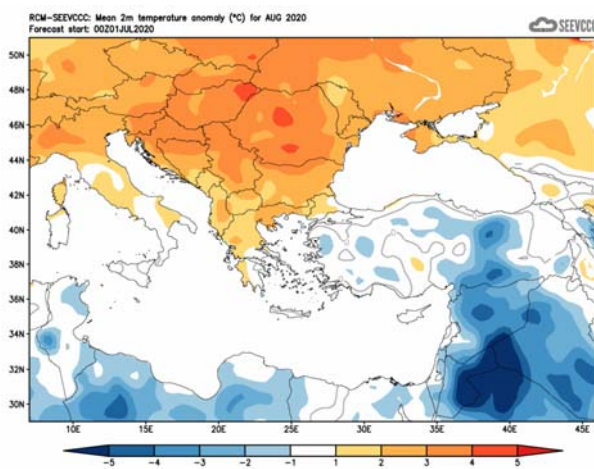 RCM-SEEVCCC: Mean 2m temperature anomaly (°C) for AUG 2020
Forecast start: 00Z01JUL2020
SEEVCCC
50N
48N
46N
44N
42N
40N
38N
36N
34N
32N
30N
10E 15E 20E 25E 30E 35E 40E 45E
-5 -4 -3 -2 -1 1 2 3 4 5